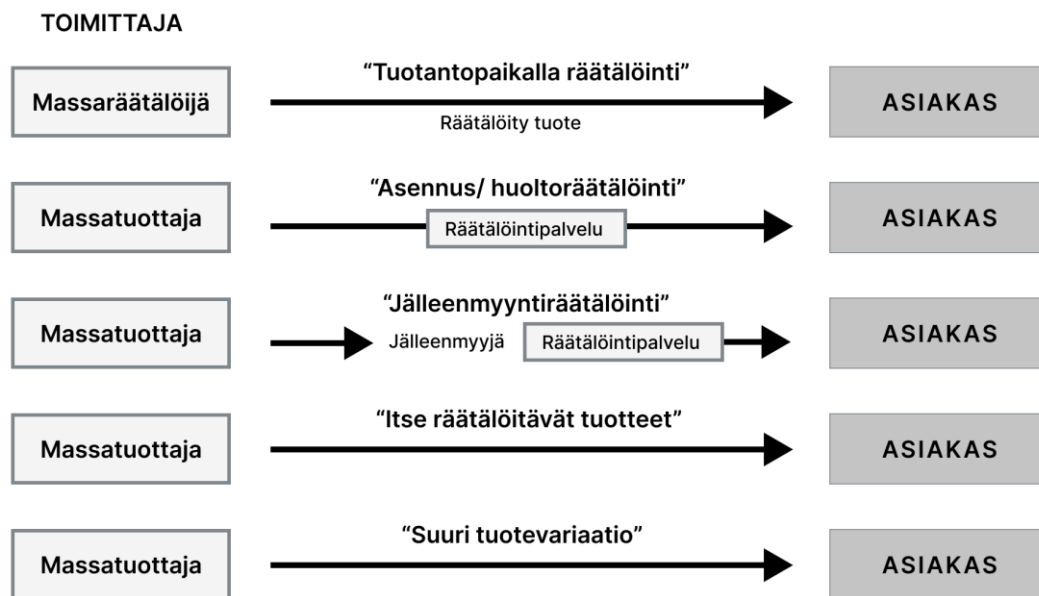 TOIMITTAJA
Massaräätälöijä
“Tuotantopaikalla räätälöinti”
Räätälöity tuote
ASIAKAS
Massatuottaja
“Asennus/ huoltoräätälöinti”
Räätälöintipalvelu
ASIAKAS
Massatuottaja
“Jälleenmyyntiräätälöinti”
Jälleenmyyjä
Räätälöintipalvelu
ASIAKAS
Massatuottaja
“Itse räätälöitävät tuotteet”
ASIAKAS
Massatuottaja
“Suuri tuotevariaatio”
ASIAKAS